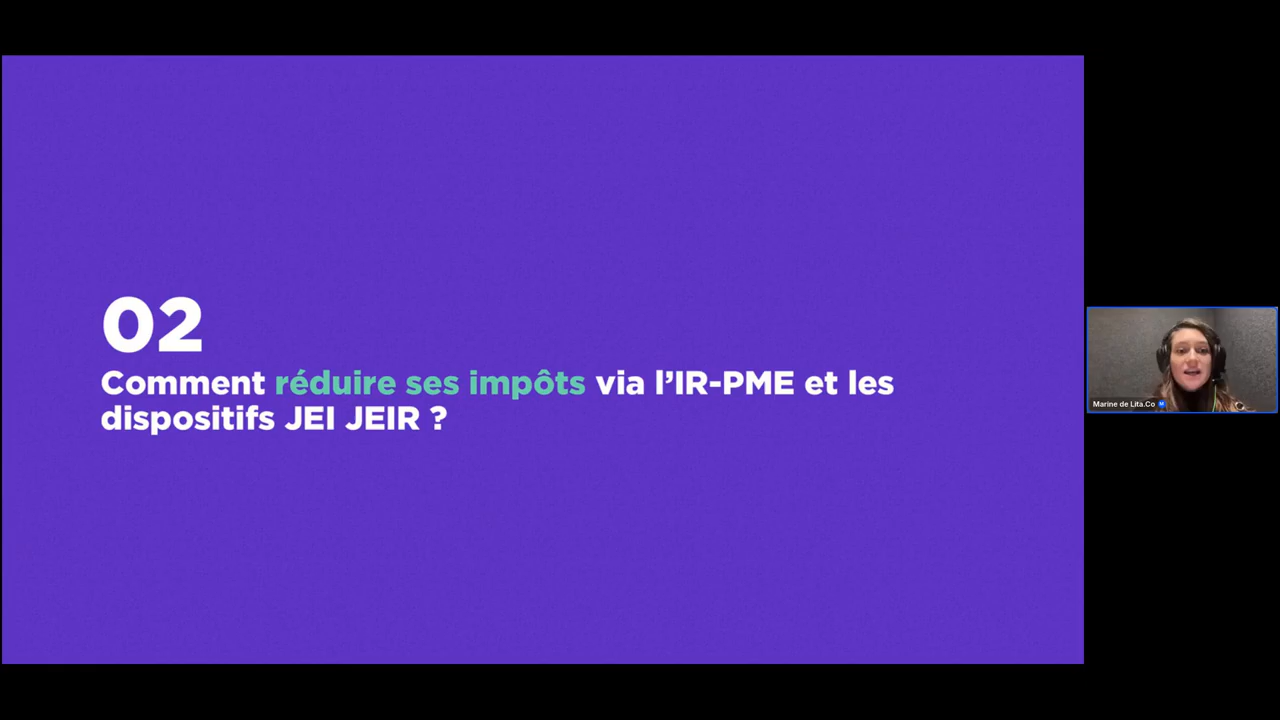 02
Comment réduire ses impôts via l’IR-PME et les
dispositifs JEI JEIR ?
Marine de Lita.Co